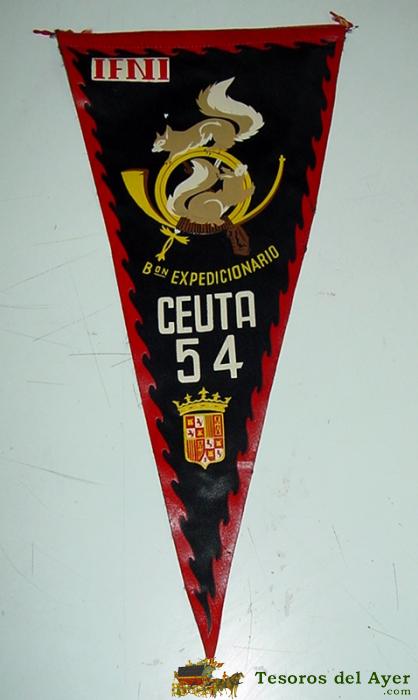 IFNI
Bon EXPEDICIONARIO
CEUTA
54
Tesoros del Ayer
.com